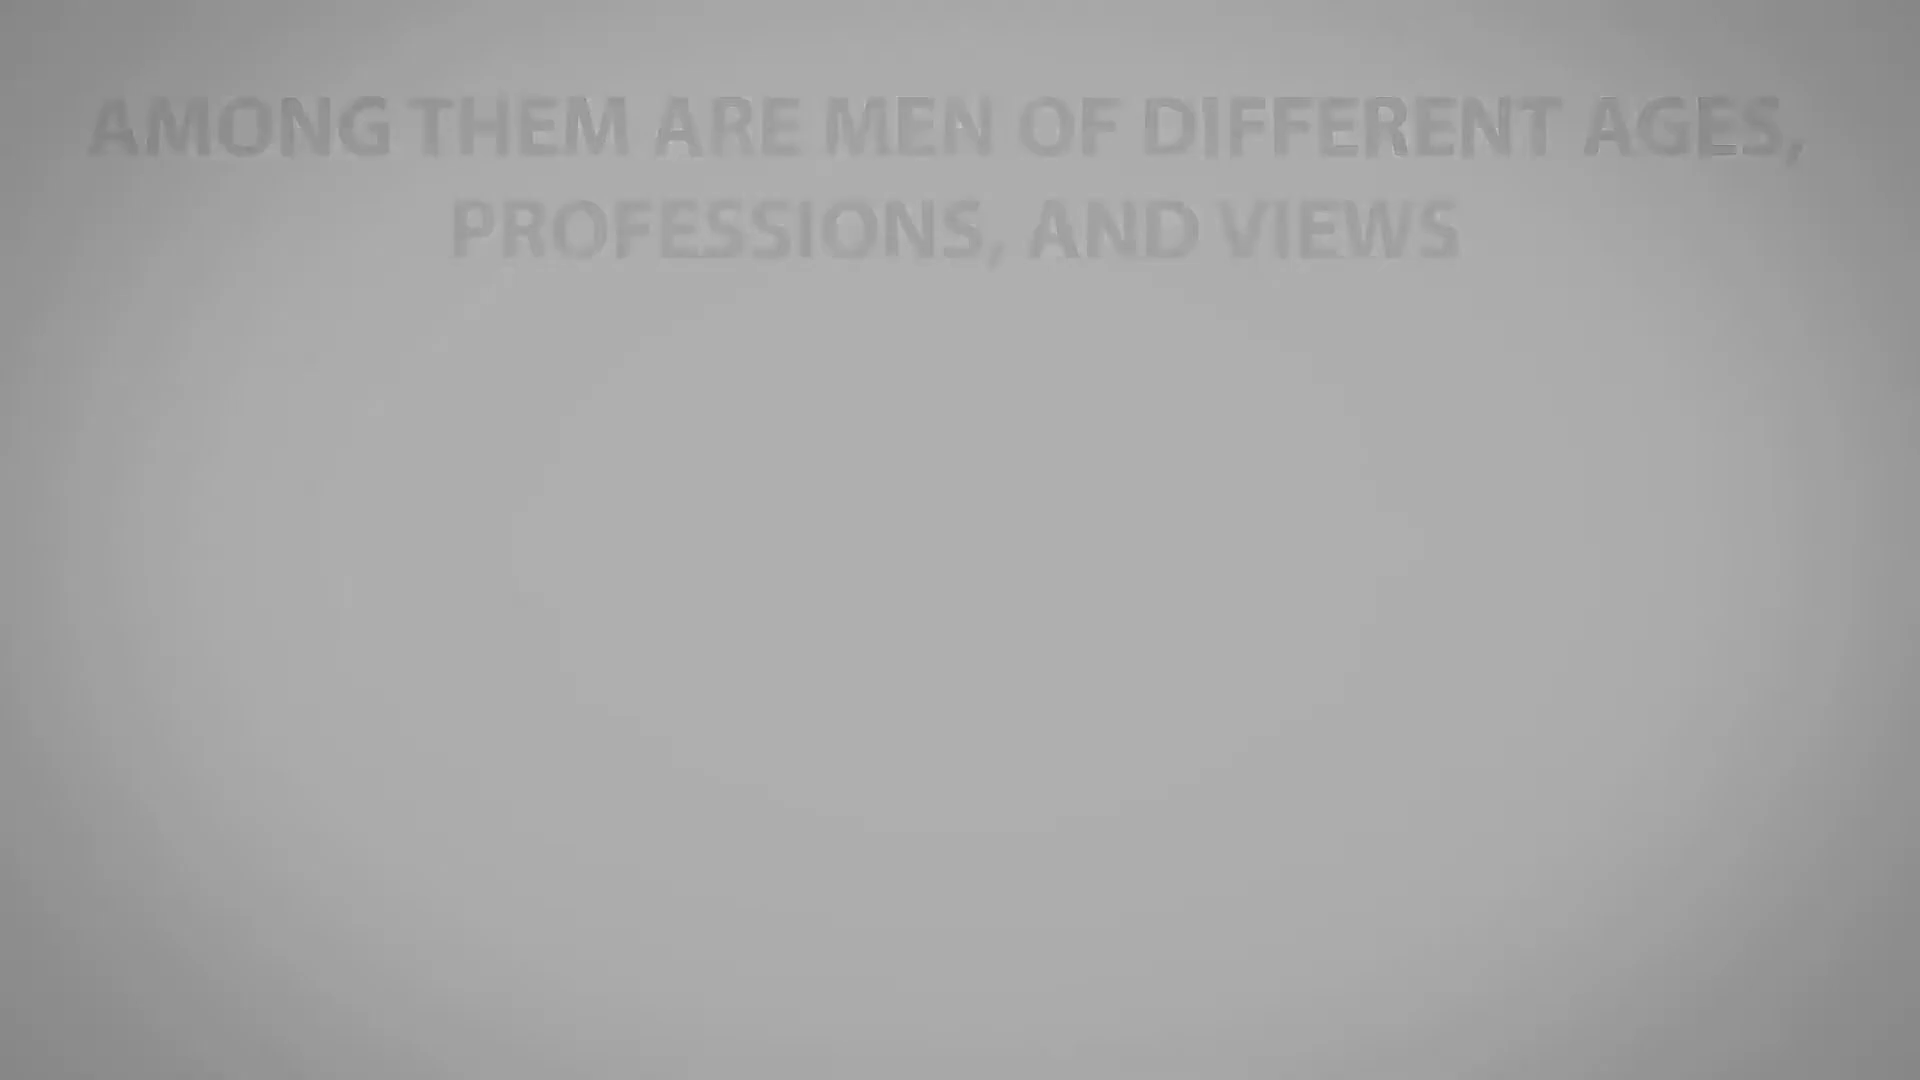 AMONG THEM ARE MEN OF DIFFERENT AGES,
PROFESSIONS, AND VIEWS